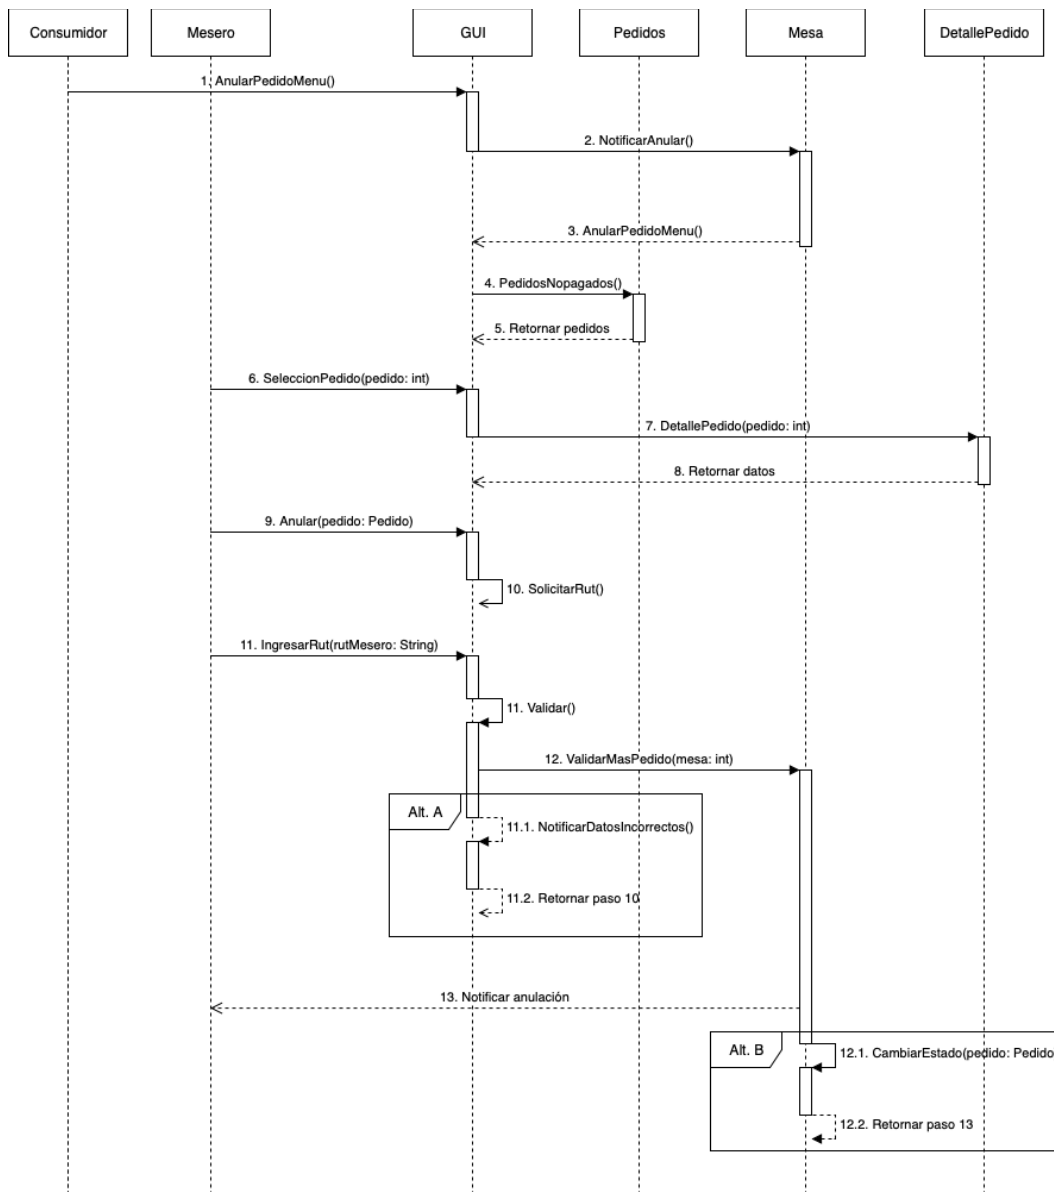 Consumidor
Mesero
GUI
Pedidos
Mesa
DetallePedido
1. AnularPedidoMenu()
2. NotificarAnular()
3. AnularPedidoMenu()
4. PedidosNopagados()
5. Retornar pedidos
6. SeleccionPedido(pedido: int)
7. DetallePedido(pedido: int)
8. Retornar datos
9. Anular(pedido: Pedido)
10. SolicitarRut()
11. IngresarRut(rutMesero: String)
11. Validar()
12. ValidarMasPedido(mesa: int)
Alt. A
11.1. NotificarDatosIncorrectos()
11.2. Retornar paso 10
13. Notificar anulación
Alt. B
12.1. CambiarEstado(pedido: Pedido
12.2. Retornar paso 13